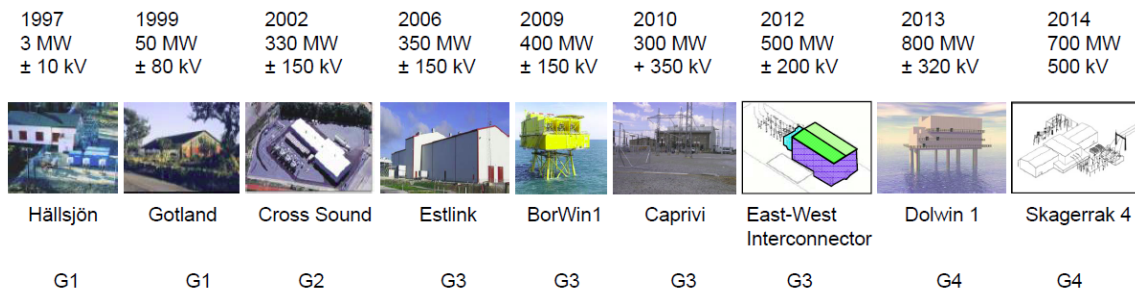 1997
3 MW
± 10 kV
1999
50 MW
± 80 kV
2002
330 MW
± 150 kV
2006
350 MW
± 150 kV
2009
400 MW
± 150 kV
2010
300 MW
+ 350 kV
2012
500 MW
± 200 kV
2013
800 MW
± 320 kV
2014
700 MW
500 kV
Hällsjön
Gotland
Cross Sound
Estlink
BorWin1
Caprivi
East-West
Interconnector
Dolwin 1
Skagerrak 4
G1
G1
G2
G3
G3
G3
G3
G4
G4